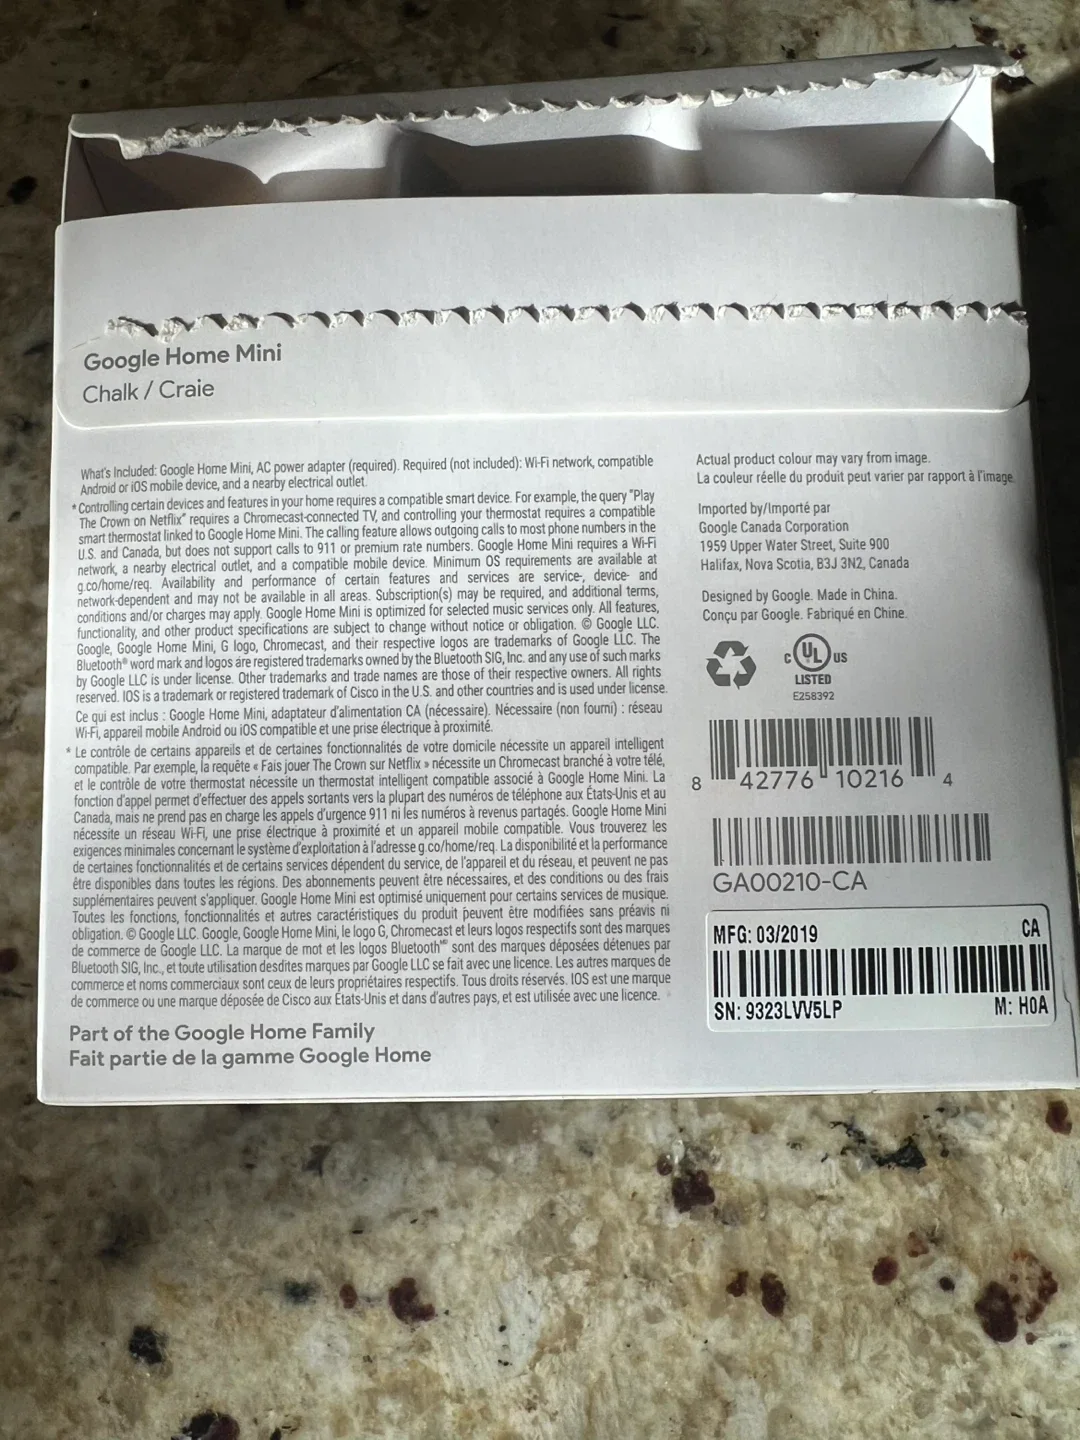 Google Home Mini
Chalk / Craie
What's Included: Google Home Mini, AC power adapter (required). Required (not included): Wi-Fi network, compatible
Android or iOS mobile device, and a nearby electrical outlet.
* Controlling certain devices and features in your home requires a compatible smart device. For example, the query "Play
The Crown on Netflix" requires a Chromecast-connected TV, and controlling your thermostat requires a compatible
smart thermostat linked to Google Home Mini. The calling feature allows outgoing calls to most phone numbers in the
U.S. and Canada, but does not support calls to 911 or premium rate numbers. Google Home Mini requires a Wi-Fi
network, a nearby electrical outlet, and a compatible mobile device. Minimum OS requirements are available at
g.co/home/req. Availability and performance of certain features and services are service-, device- and
network-dependent and may not be available in all areas. Subscription(s) may be required, and additional terms,
conditions and/or charges may apply. Google Home Mini is optimized for selected music services only. All features,
functionality, and other product specifications are subject to change without notice or obligation. © Google LLC.
Google, Google Home Mini, G logo, Chromecast, and their respective logos are trademarks of Google LLC. The
Bluetooth® word mark and logos are registered trademarks owned by the Bluetooth SIG, Inc. and any use of such marks
by Google LLC is under license. Other trademarks and trade names are those of their respective owners. All rights
reserved. IOS is a trademark or registered trademark of Cisco in the U.S. and other countries and is used under license.
Ce qui est inclus : Google Home Mini, adaptateur d'alimentation CA (nécessaire). Nécessaire (non fourni) : réseau
Wi-Fi, appareil mobile Android ou iOS compatible et une prise électrique à proximité.
* Le contrôle de certains appareils et de certaines fonctionnalités de votre domicile nécessite un appareil intelligent
compatible. Par exemple, la requête « Fais jouer The Crown sur Netflix » nécessite un Chromecast branché à votre télé,
et le contrôle de votre thermostat nécessite un thermostat intelligent compatible associé à Google Home Mini. La
fonction d'appel permet d'effectuer des appels sortants vers la plupart des numéros de téléphone aux États-Unis et au
Canada, mais ne prend pas en charge les appels d'urgence 911 ni les numéros à revenus partagés. Google Home Mini
nécessite un réseau Wi-Fi, une prise électrique à proximité et un appareil mobile compatible. Vous trouverez les
exigences minimales concernant le système d'exploitation à l'adresse g.co/home/req. La disponibilité et la performance
de certaines fonctionnalités et de certains services dépendent du service, de l'appareil et du réseau, et peuvent ne pas
être disponibles dans toutes les régions. Des abonnements peuvent être nécessaires, et des conditions ou des frais
supplémentaires peuvent s'appliquer. Google Home Mini est optimisé uniquement pour certains services de musique.
Toutes les fonctions, fonctionnalités et autres caractéristiques du produit peuvent être modifiées sans préavis ni
obligation. © Google LLC. Google, Google Home Mini, le logo G, Chromecast et leurs logos respectifs sont des marques
de commerce de Google LLC. La marque de mot et les logos Bluetooth® sont des marques déposées détenues par
Bluetooth SIG, Inc., et toute utilisation desdites marques par Google LLC se fait avec une licence. Les autres marques de
commerce et noms commerciaux sont ceux de leurs propriétaires respectifs. Tous droits réservés. IOS est une marque
de commerce ou une marque déposée de Cisco aux États-Unis et dans d'autres pays, et est utilisée avec une licence.
Part of the Google Home Family
Fait partie de la gamme Google Home
Actual product colour may vary from image.
La couleur réelle du produit peut varier par rapport à l'image.
Imported by/Importé par
Google Canada Corporation
1959 Upper Water Street, Suite 900
Halifax, Nova Scotia, B3J 3N2, Canada
Designed by Google. Made in China.
Conçu par Google. Fabriqué en Chine.
c UL us
LISTED
E258392
8 42776 10216 4
GA00210-CA
MFG: 03/2019 CA
SN: 9323LVV5LP M: H0A